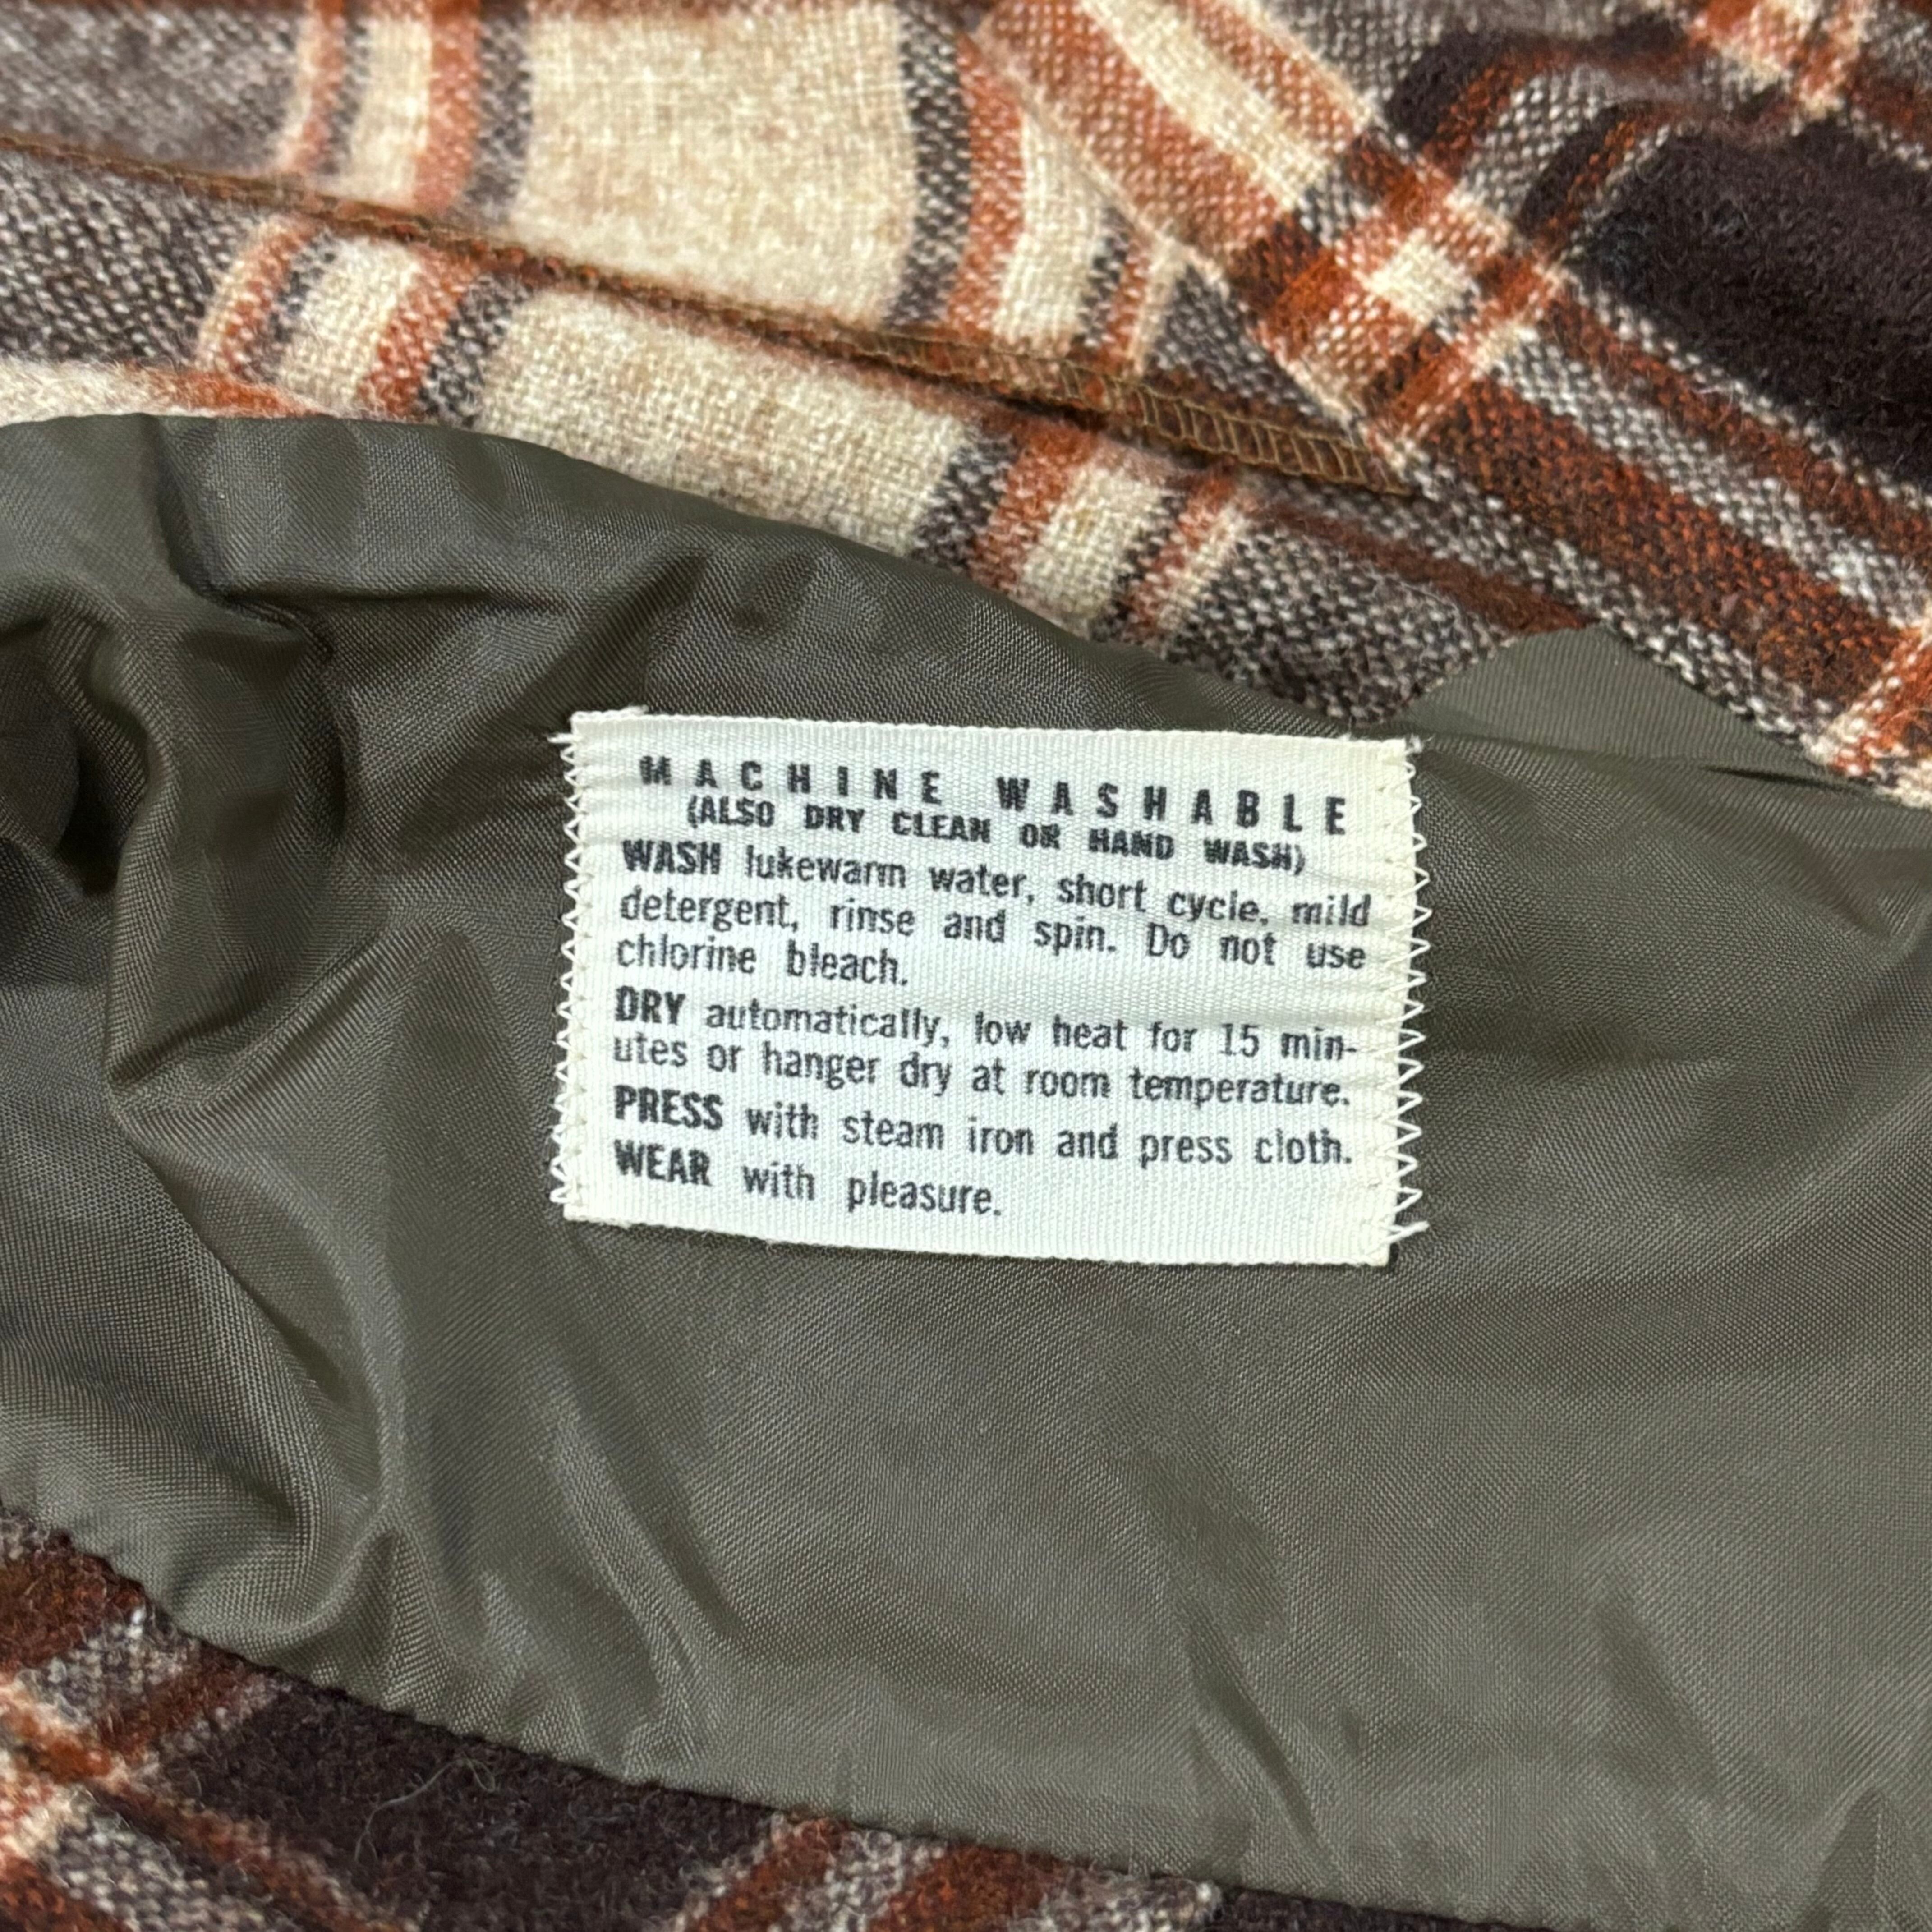 MACHINE WASHABLE
(ALSO DRY CLEAN OR HAND WASH)
WASH lukewarm water, short cycle, mild
detergent, rinse and spin. Do not use
chlorine bleach.
DRY automatically, low heat for 15 min-
utes or hanger dry at room temperature.
PRESS with steam iron and press cloth.
WEAR with pleasure.